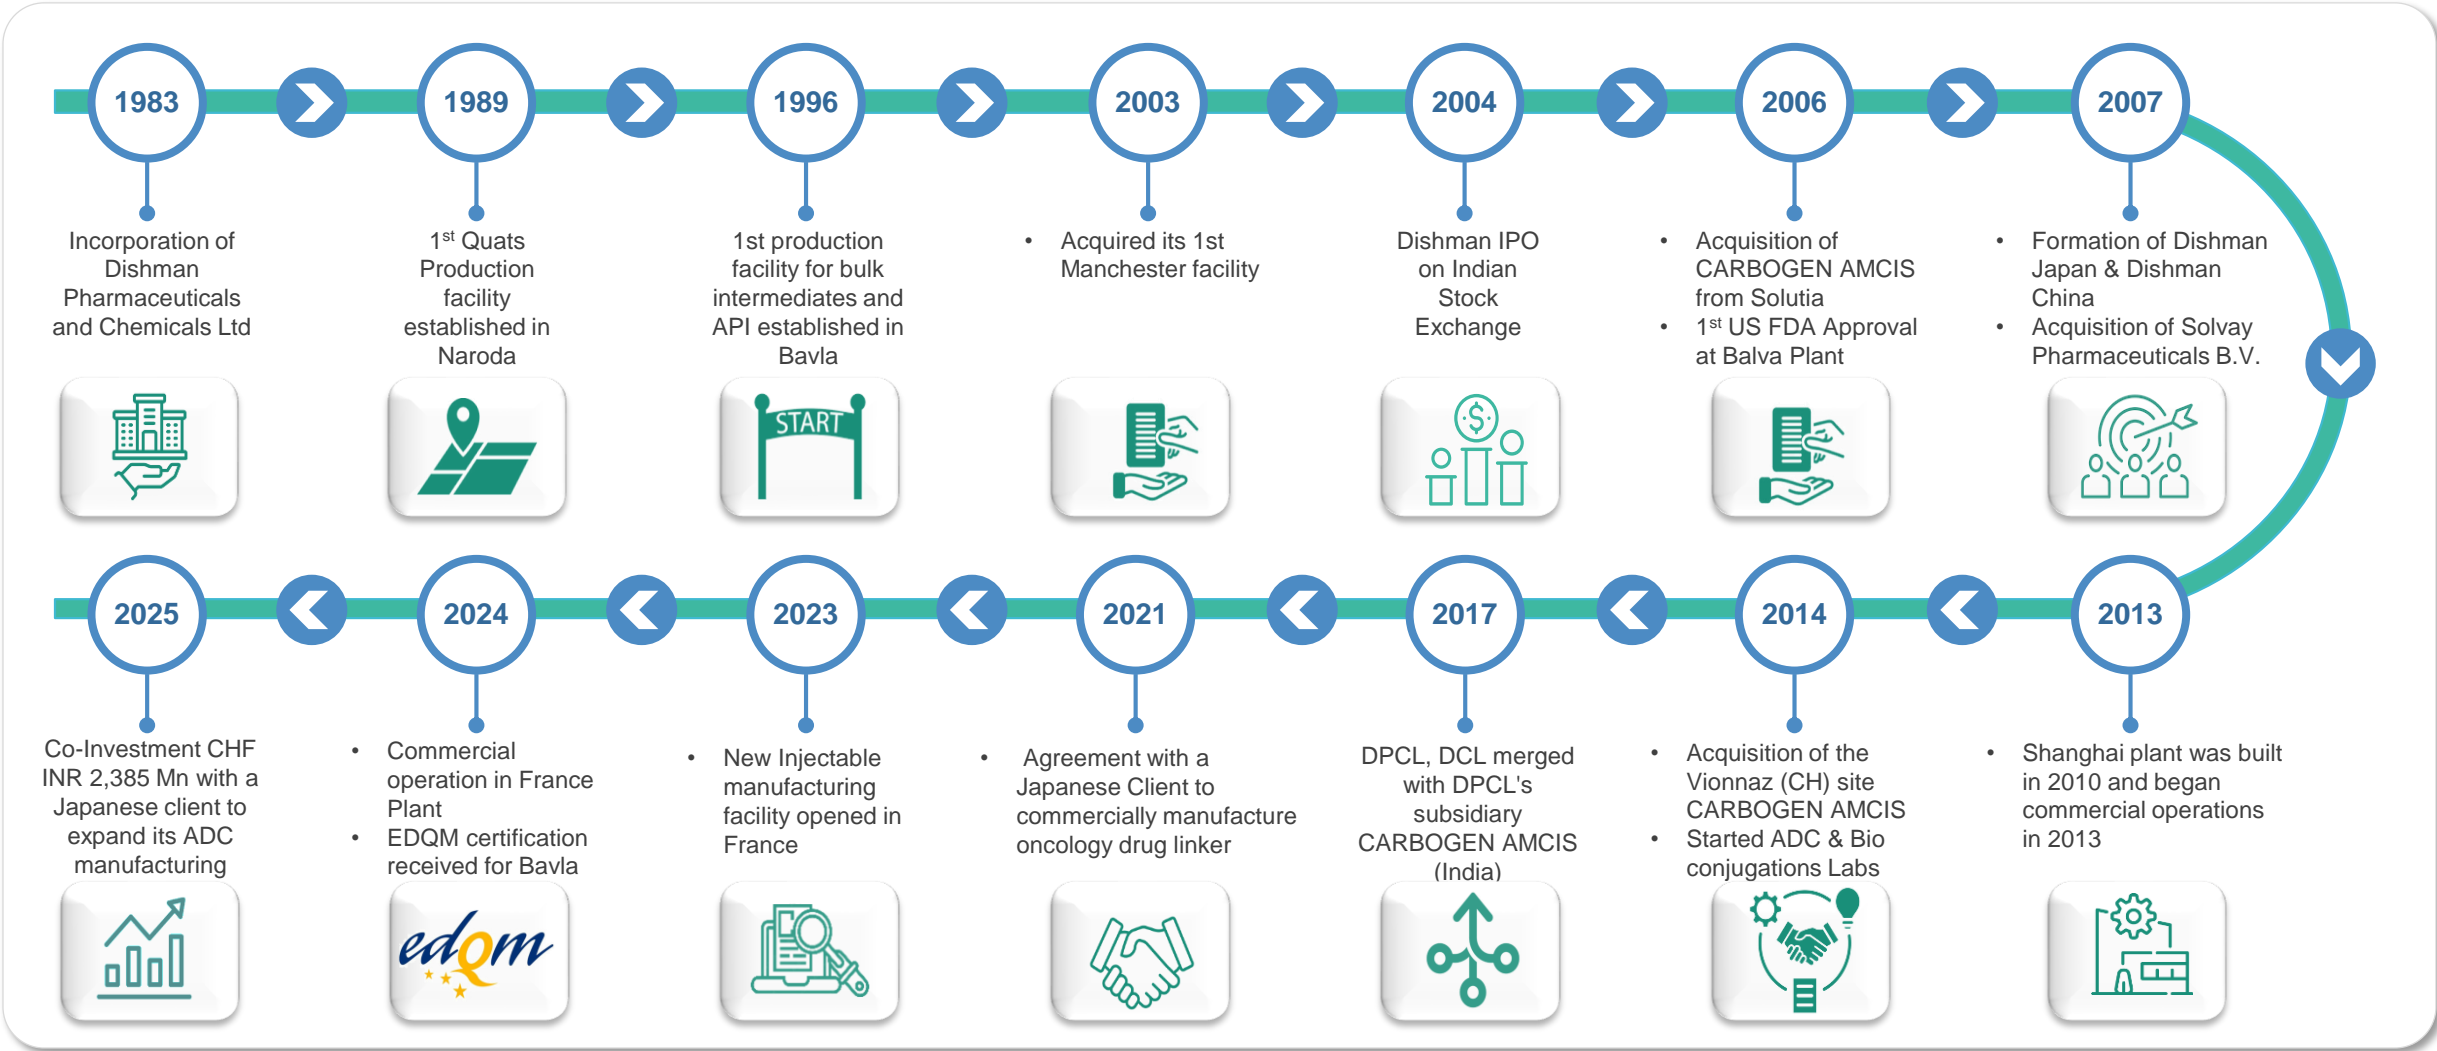 1983
Incorporation of
Dishman
Pharmaceuticals
and Chemicals Ltd
1989
1st Quats
Production
facility
established in
Naroda
1996
1st production
facility for bulk
intermediates and
API established in
Bavla
START
2003
• Acquired its 1st
Manchester facility
2004
Dishman IPO
on Indian
Stock
Exchange
$
2006
• Acquisition of
CARBOGEN AMCIS
from Solutia
• 1st US FDA Approval
at Balva Plant
2007
• Formation of Dishman
Japan & Dishman
China
• Acquisition of Solvay
Pharmaceuticals B.V.
2013
• Shanghai plant was built
in 2010 and began
commercial operations
in 2013
2014
• Acquisition of the
Vionnaz (CH) site
CARBOGEN AMCIS
• Started ADC & Bio
conjugations Labs
2017
DPCL, DCL merged
with DPCL's
subsidiary
CARBOGEN AMCIS
(India)
2021
• Agreement with a
Japanese Client to
commercially manufacture
oncology drug linker
2023
• New Injectable
manufacturing
facility opened in
France
2024
• Commercial
operation in France
Plant
• EDQM certification
received for Bavla
edQm
2025
Co-Investment CHF
INR 2,385 Mn with a
Japanese client to
expand its ADC
manufacturing